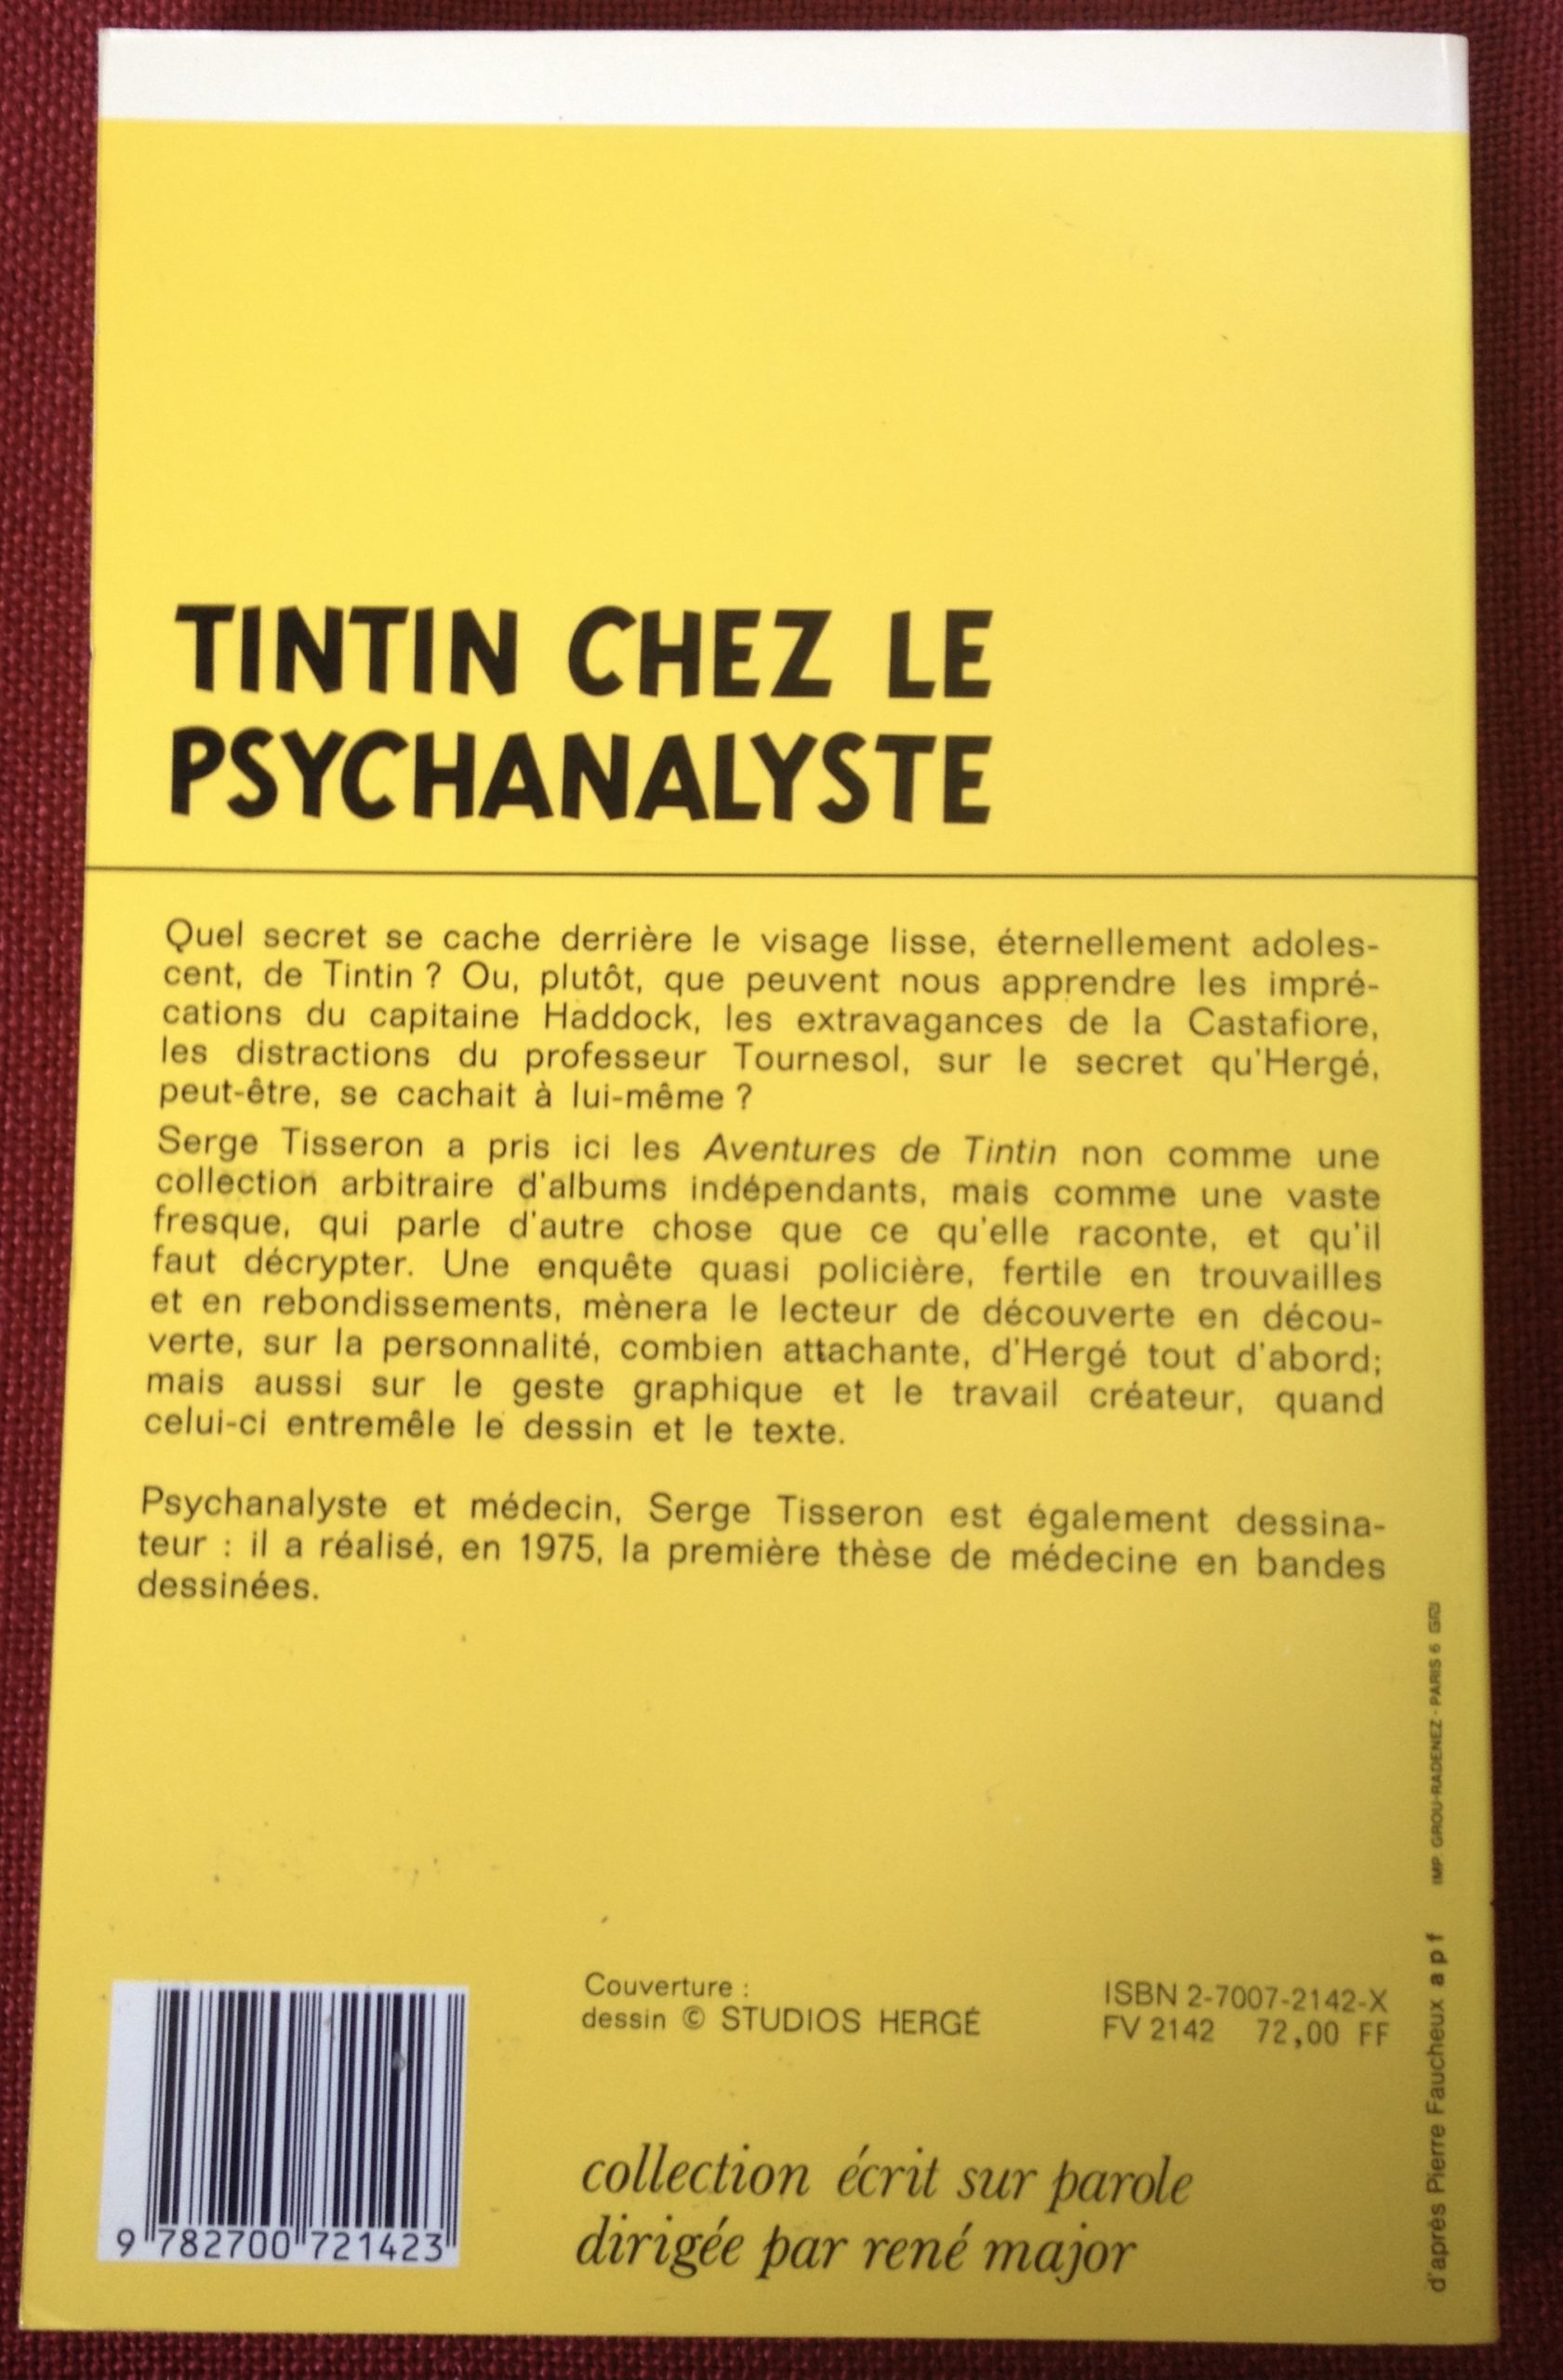 TINTIN CHEZ LE
PSYCHANALYSTE
Quel secret se cache derrière le visage lisse, éternellement adoles-
cent, de Tintin ? Ou, plutôt, que peuvent nous apprendre les impré-
cations du capitaine Haddock, les extravagances de la Castafiore,
les distractions du professeur Tournesol, sur le secret qu'Hergé,
peut-être, se cachait à lui-même ?
Serge Tisseron a pris ici les Aventures de Tintin non comme une
collection arbitraire d'albums indépendants, mais comme une vaste
fresque, qui parle d'autre chose que ce qu'elle raconte, et qu'il
faut décrypter. Une enquête quasi policière, fertile en trouvailles
et en rebondissements, mènera le lecteur de découverte en décou-
verte, sur la personnalité, combien attachante, d'Hergé tout d'abord;
mais aussi sur le geste graphique et le travail créateur, quand
celui-ci entremêle le dessin et le texte.
Psychanalyste et médecin, Serge Tisseron est également dessina-
teur : il a réalisé, en 1975, la première thèse de médecine en bandes
dessinées.
Couverture :
dessin © STUDIOS HERGÉ
ISBN 2-7007-2142-X
FV 2142 72,00 FF
collection écrit sur parole
dirigée par rené major
9 782700 721423
d'après Pierre Faucheux a p f IMP. GROU-RADENEZ - PARIS 6